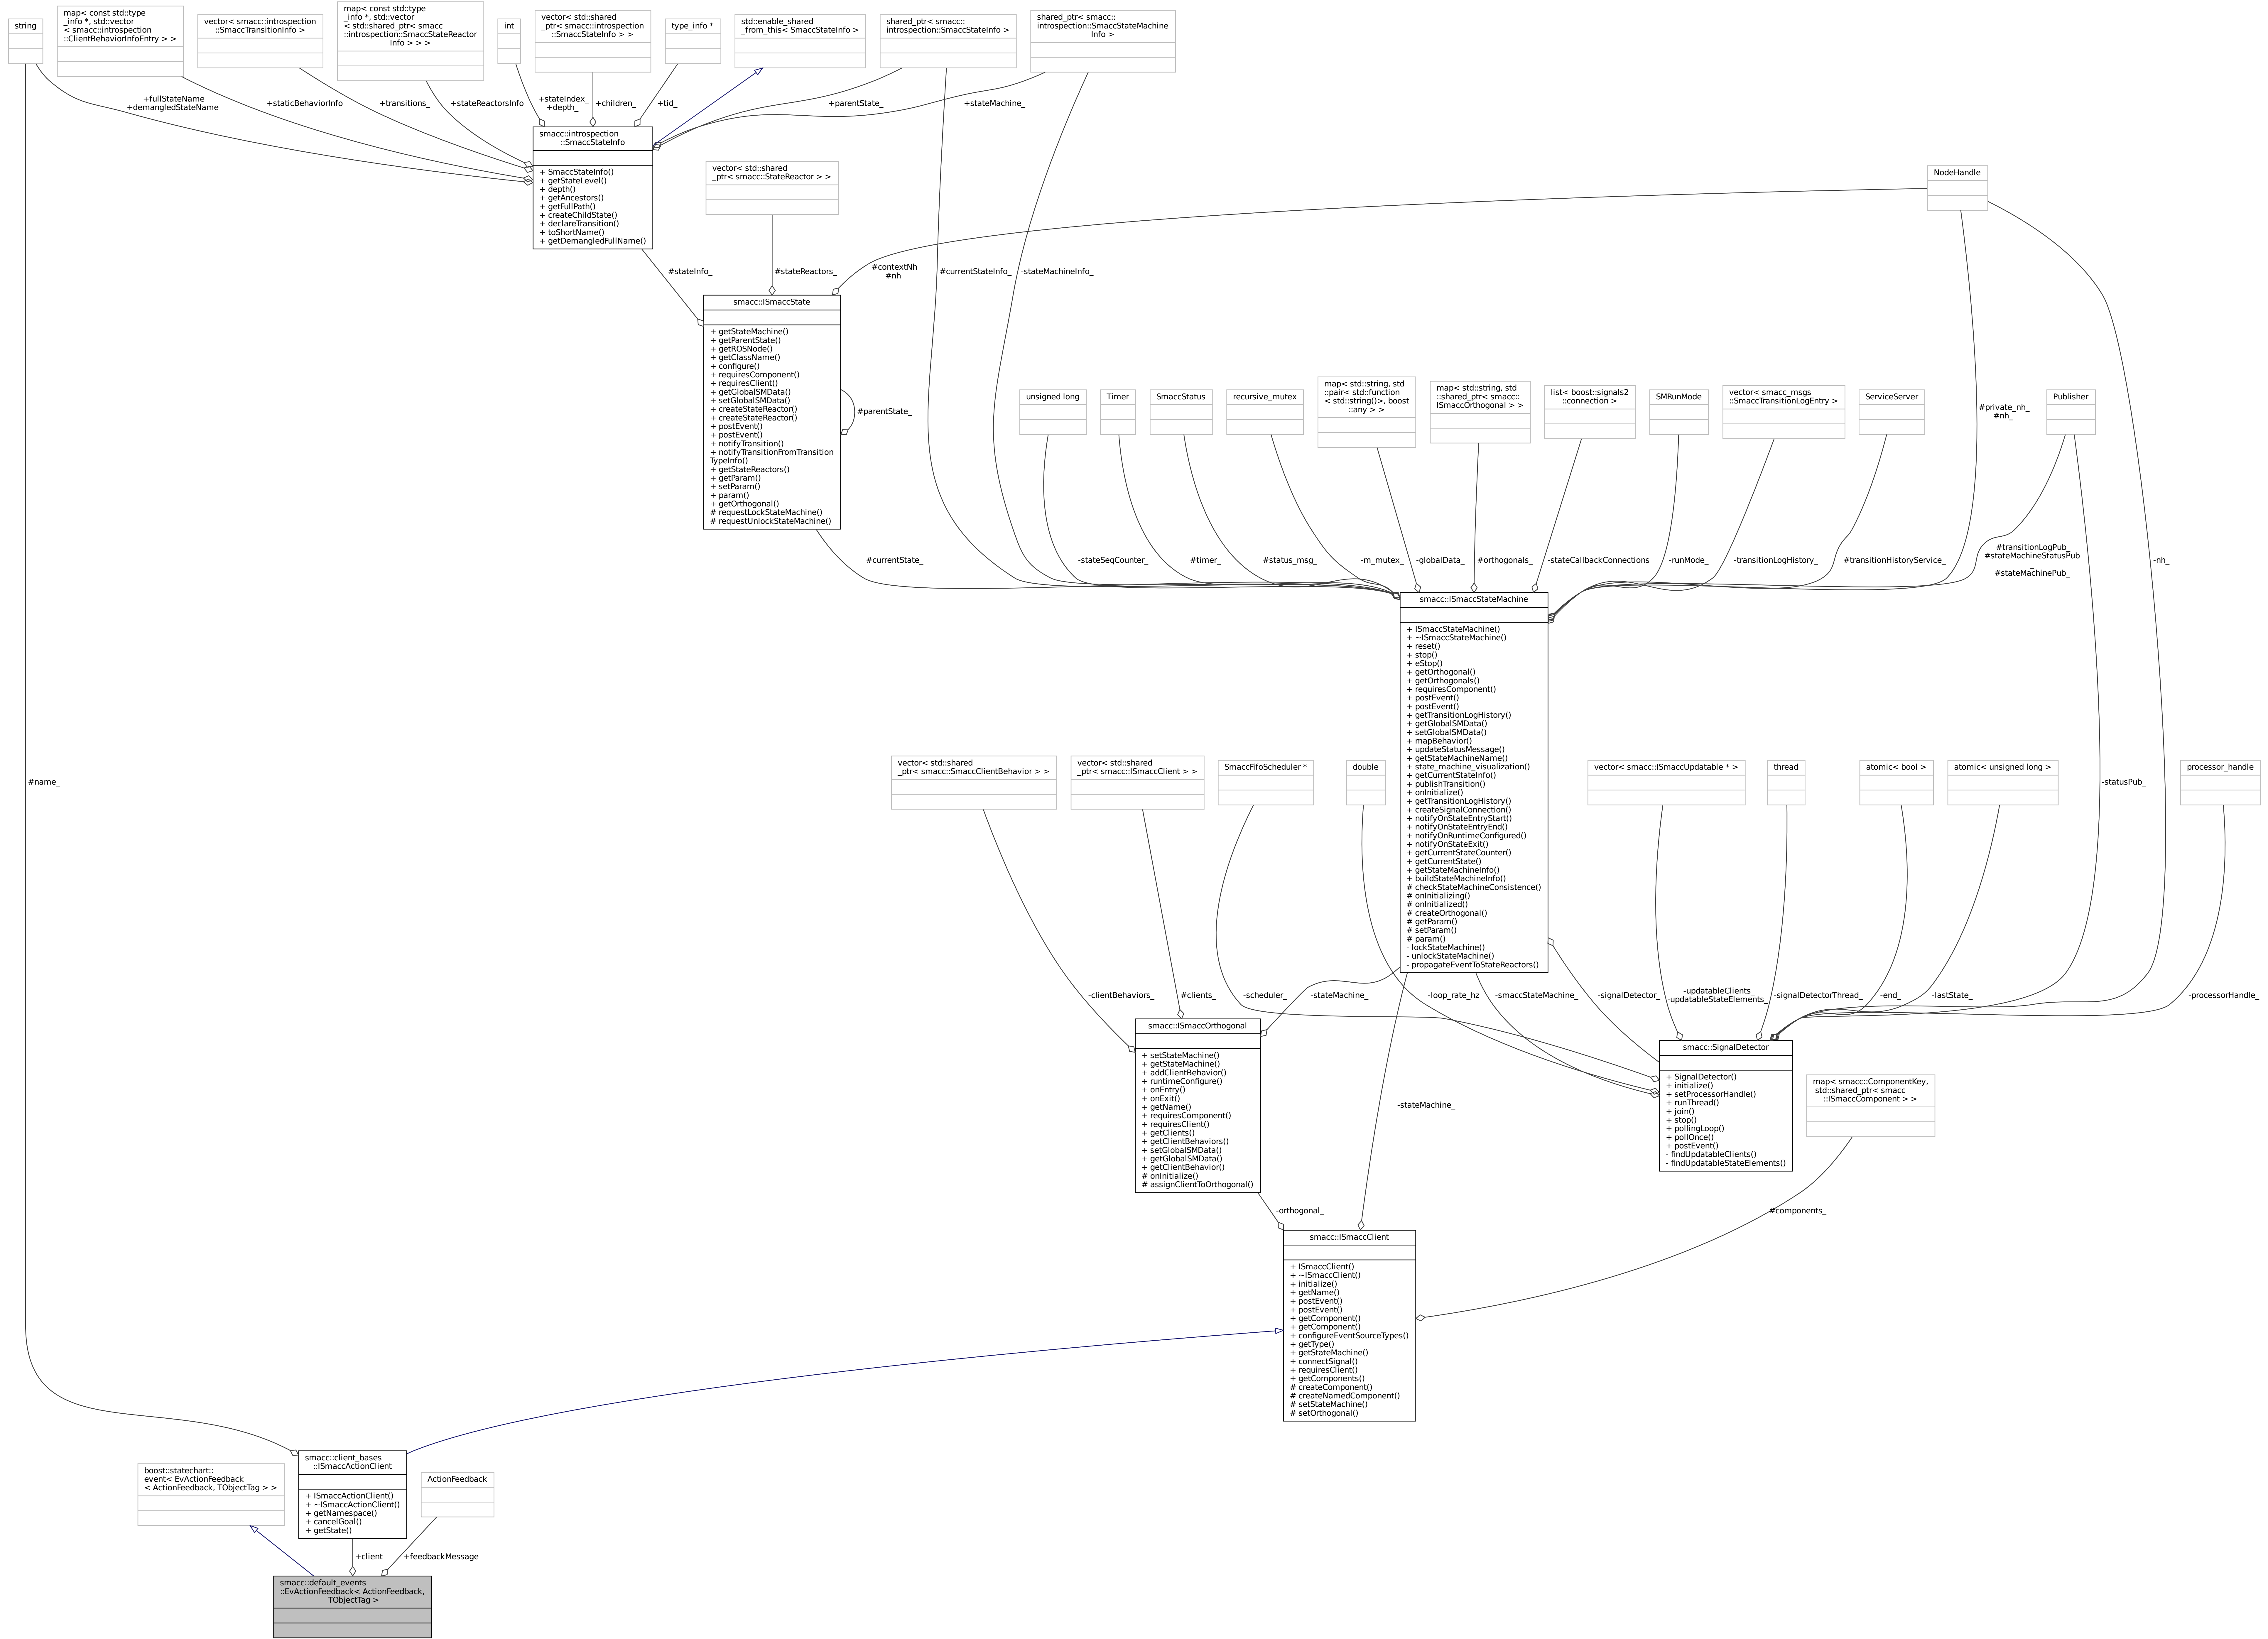 string
map< const std::type
_info *, std::vector
< smacc::introspection
::ClientBehaviorInfoEntry > >
vector< smacc::introspection
::SmaccTransitionInfo >
map< const std::type
_info *, std::vector
< std::shared_ptr< smacc
::introspection::SmaccStateReactor
Info > > >
int
vector< std::shared
_ptr< smacc::introspection
::SmaccStateInfo > >
type_info *
std::enable_shared
_from_this< SmaccStateInfo >
shared_ptr< smacc::
introspection::SmaccStateInfo >
shared_ptr< smacc::
introspection::SmaccStateMachine
Info >
+fullStateName
+demangledStateName
+staticBehaviorInfo
+transitions_
+stateReactorsInfo
+stateIndex_
+depth_
+children_
+tid_
+parentState_
+stateMachine_
smacc::introspection
::SmaccStateInfo
+ SmaccStateInfo()
+ getStateLevel()
+ depth()
+ getAncestors()
+ getFullPath()
+ createChildState()
+ declareTransition()
+ toShortName()
+ getDemangledFullName()
vector< std::shared
_ptr< smacc::StateReactor > >
NodeHandle
#stateInfo_
#stateReactors_
#contextNh
#nh
#currentStateInfo_
-stateMachineInfo_
smacc::ISmaccState
+ getStateMachine()
+ getParentState()
+ getROSNode()
+ getClassName()
+ configure()
+ requiresComponent()
+ requiresClient()
+ getGlobalSMData()
+ setGlobalSMData()
+ createStateReactor()
+ createStateReactor()
+ postEvent()
+ postEvent()
+ notifyTransition()
+ notifyTransitionFromTransition
TypeInfo()
+ getStateReactors()
+ getParam()
+ setParam()
+ param()
+ getOrthogonal()
# requestLockStateMachine()
# requestUnlockStateMachine()
#parentState_
unsigned long
Timer
SmaccStatus
recursive_mutex
map< std::string, std
::pair< std::function
< std::string()>, boost
::any > >
map< std::string, std
::shared_ptr< smacc::
ISmaccOrthogonal > >
list< boost::signals2
::connection >
SMRunMode
vector< smacc_msgs
::SmaccTransitionLogEntry >
ServiceServer
Publisher
#private_nh_
#nh_
#currentState_
-stateSeqCounter_
#timer_
#status_msg_
-m_mutex_
-globalData_
#orthogonals_
-stateCallbackConnections
-runMode_
-transitionLogHistory_
#transitionHistoryService_
#transitionLogPub_
#stateMachineStatusPub
_
#stateMachinePub_
-nh_
smacc::ISmaccStateMachine
+ ISmaccStateMachine()
+ ~ISmaccStateMachine()
+ reset()
+ stop()
+ eStop()
+ getOrthogonal()
+ getOrthogonals()
+ requiresComponent()
+ postEvent()
+ postEvent()
+ getTransitionLogHistory()
+ getGlobalSMData()
+ setGlobalSMData()
+ mapBehavior()
+ updateStatusMessage()
+ getStateMachineName()
+ state_machine_visualization()
+ getCurrentStateInfo()
+ publishTransition()
+ onInitialize()
+ getTransitionLogHistory()
+ createSignalConnection()
+ notifyOnStateEntryStart()
+ notifyOnStateEntryEnd()
+ notifyOnRuntimeConfigured()
+ notifyOnStateExit()
+ getCurrentStateCounter()
+ getCurrentState()
+ getStateMachineInfo()
+ buildStateMachineInfo()
# checkStateMachineConsistence()
# onInitializing()
# onInitialized()
# createOrthogonal()
# getParam()
# setParam()
# param()
- lockStateMachine()
- unlockStateMachine()
- propagateEventToStateReactors()
#name_
vector< std::shared
_ptr< smacc::SmaccClientBehavior > >
vector< std::shared
_ptr< smacc::ISmaccClient > >
SmaccFifoScheduler *
double
vector< smacc::ISmaccUpdatable * >
thread
atomic< bool >
atomic< unsigned long >
-statusPub_
processor_handle
-clientBehaviors_
#clients_
-scheduler_
-stateMachine_
-loop_rate_hz
-smaccStateMachine_
-signalDetector_
-updatableClients_
-updatableStateElements_
-signalDetectorThread_
-end_
-lastState_
-processorHandle_
smacc::ISmaccOrthogonal
+ setStateMachine()
+ getStateMachine()
+ addClientBehavior()
+ runtimeConfigure()
+ onEntry()
+ onExit()
+ getName()
+ requiresComponent()
+ requiresClient()
+ getClients()
+ getClientBehaviors()
+ setGlobalSMData()
+ getGlobalSMData()
+ getClientBehavior()
# onInitialize()
# assignClientToOrthogonal()
smacc::SignalDetector
+ SignalDetector()
+ initialize()
+ setProcessorHandle()
+ runThread()
+ join()
+ stop()
+ pollingLoop()
+ pollOnce()
+ postEvent()
- findUpdatableClients()
- findUpdatableStateElements()
map< smacc::ComponentKey,
std::shared_ptr< smacc
::ISmaccComponent > >
-stateMachine_
-orthogonal_
#components_
smacc::ISmaccClient
+ ISmaccClient()
+ ~ISmaccClient()
+ initialize()
+ getName()
+ postEvent()
+ postEvent()
+ getComponent()
+ getComponent()
+ configureEventSourceTypes()
+ getType()
+ getStateMachine()
+ connectSignal()
+ requiresClient()
+ getComponents()
# createComponent()
# createNamedComponent()
# setStateMachine()
# setOrthogonal()
boost::statechart::
event< EvActionFeedback
< ActionFeedback, TObjectTag > >
smacc::client_bases
::ISmaccActionClient
+ ISmaccActionClient()
+ ~ISmaccActionClient()
+ getNamespace()
+ cancelGoal()
+ getState()
ActionFeedback
+client
+feedbackMessage
smacc::default_events
::EvActionFeedback< ActionFeedback,
TObjectTag >